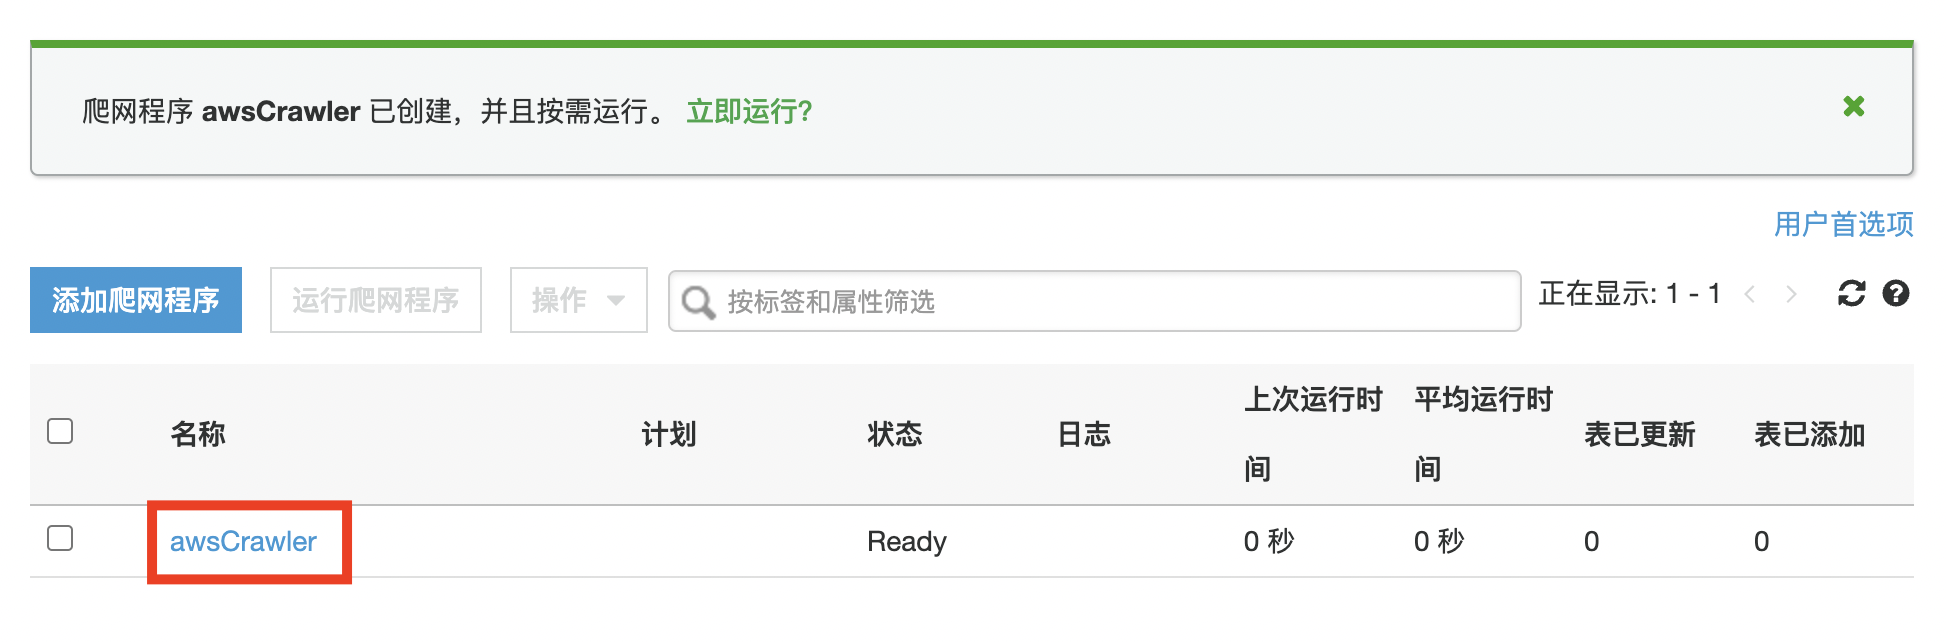 爬网程序 awsCrawler 已创建，并且按需运行。 立即运行?
用户首选项
添加爬网程序 运行爬网程序 操作 按标签和属性筛选 正在显示: 1 - 1
名称 计划 状态 日志 上次运行时间 平均运行时间 表已更新 表已添加
awsCrawler Ready 0 秒 0 秒 0 0